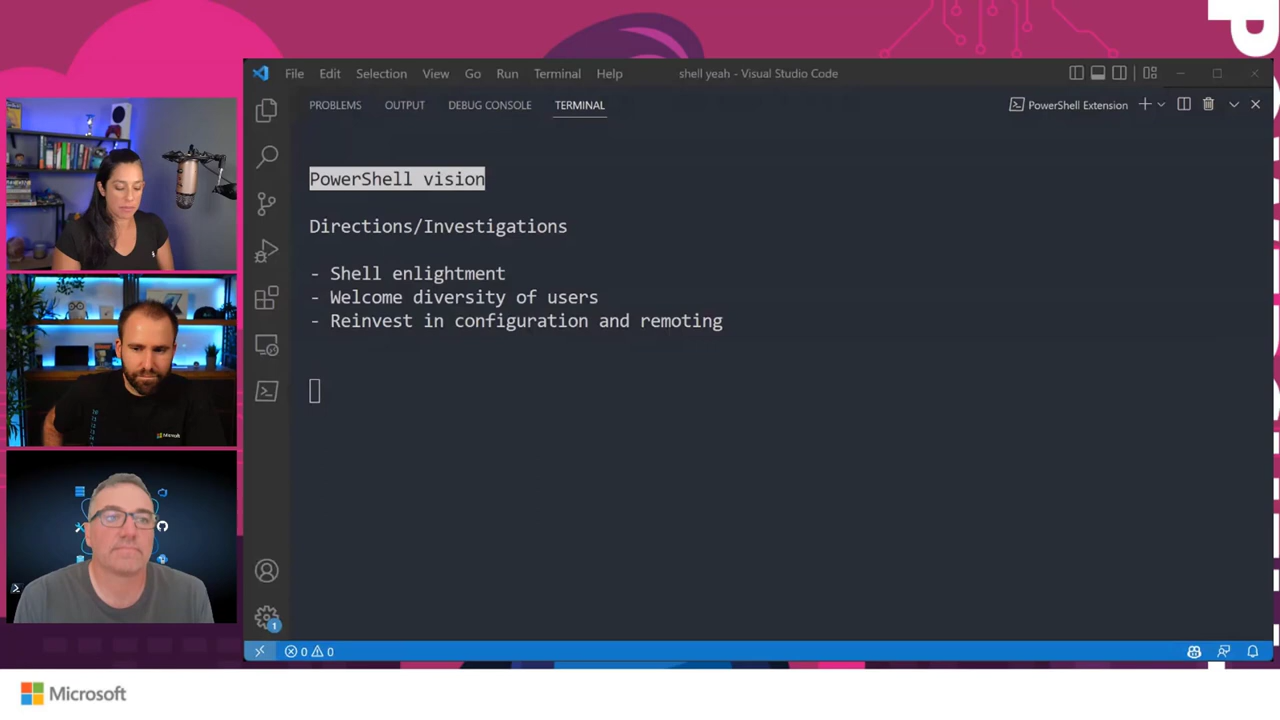 File Edit Selection View Go Run Terminal Help shell yeah - Visual Studio Code
PROBLEMS OUTPUT DEBUG CONSOLE TERMINAL PowerShell Extension
PowerShell vision
Directions/Investigations
- Shell enlightment
- Welcome diversity of users
- Reinvest in configuration and remoting
1
0 0
Microsoft
Microsoft
P